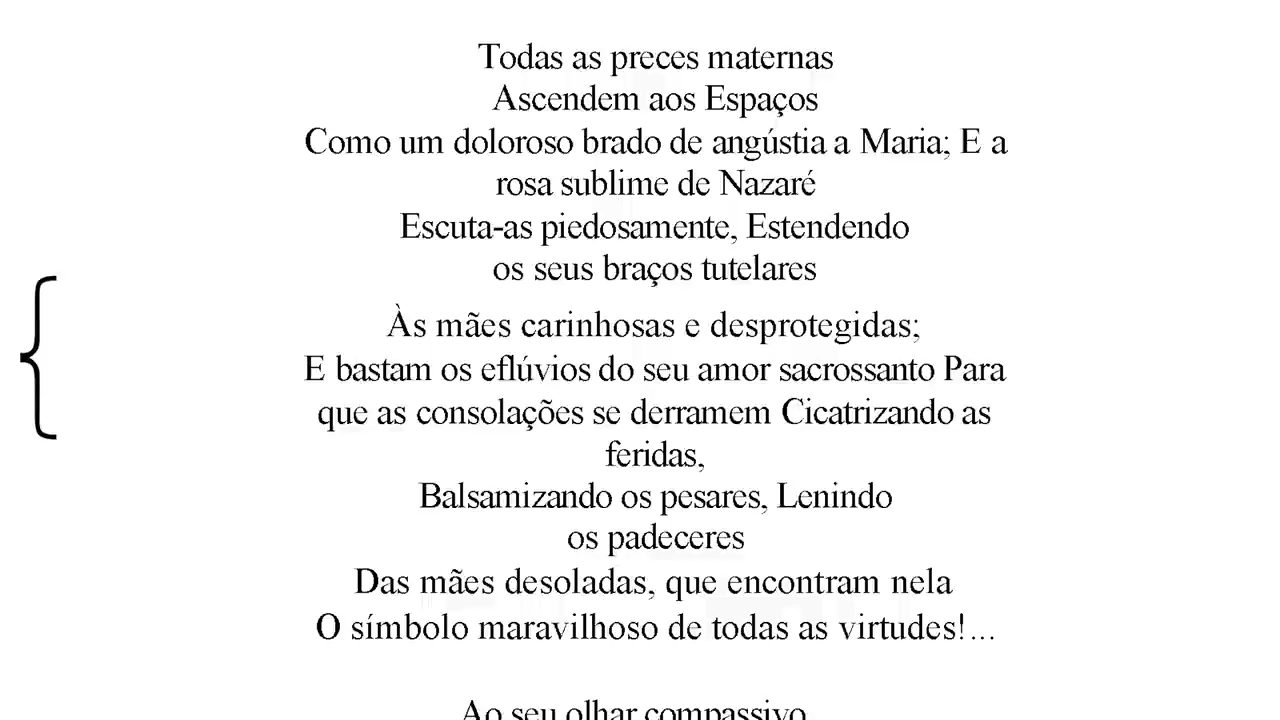 Todas as preces maternas
Ascendem aos Espaços
Como um doloroso brado de angústia a Maria; E a
rosa sublime de Nazaré
Escuta-as piedosamente, Estendendo
os seus braços tutelares
Às mães carinhosas e desprotegidas;
E bastam os eflúvios do seu amor sacrossanto Para
que as consolações se derramem Cicatrizando as
feridas,
Balsamizando os pesares, Lenindo
os padeceres
Das mães desoladas, que encontram nela
O símbolo maravilhoso de todas as virtudes!...
Ao seu olhar compassivo